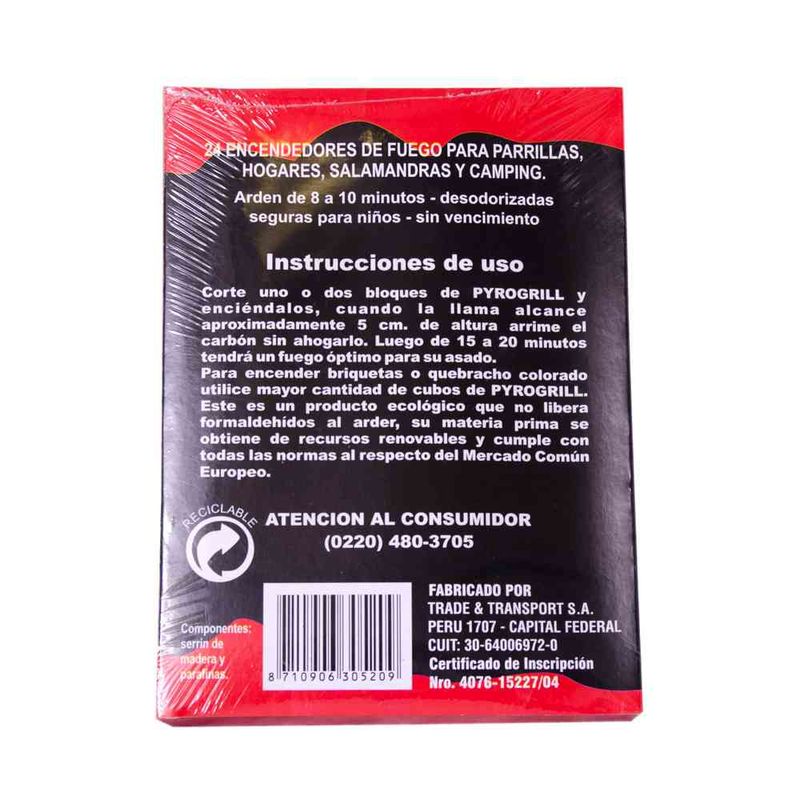 24 ENCENDEDORES DE FUEGO PARA PARRILLAS,
HOGARES, SALAMANDRAS Y CAMPING.
Arden de 8 a 10 minutos - desodorizadas
seguras para niños - sin vencimiento
Instrucciones de uso
Corte uno o dos bloques de PYROGRILL y
enciéndalos, cuando la llama alcance
aproximadamente 5 cm. de altura arrime el
carbón sin ahogarlo. Luego de 15 a 20 minutos
tendrá un fuego óptimo para su asado.
Para encender briquetas o quebracho colorado
utilice mayor cantidad de cubos de PYROGRILL.
Este es un producto ecológico que no libera
formaldehídos al arder, su materia prima se
obtiene de recursos renovables y cumple con
todas las normas al respecto del Mercado Común
Europeo.
RECICLABLE
ATENCION AL CONSUMIDOR
(0220) 480-3705
Componentes:
serrín de
madera y
parafinas.
8 710906 305209
FABRICADO POR
TRADE & TRANSPORT S.A.
PERU 1707 - CAPITAL FEDERAL
CUIT: 30-64006972-0
Certificado de Inscripción
Nro. 4076-15227/04